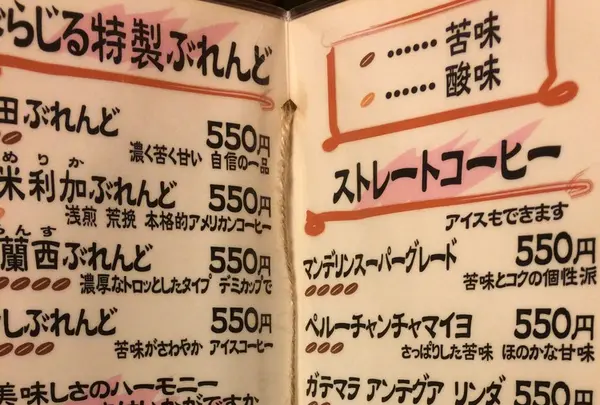 らじる特製ぶれんど
田ぶれんど 550円
濃く苦く甘い 自信の一品
めりか
米利加ぶれんど 550円
浅煎 荒挽 本格的アメリカンコーヒー
らんす
蘭西ぶれんど 550円
濃厚なトロッとしたタイプ デミカップで
しぶれんど 550円
苦味がさわやか アイスコーヒー
美味しさのハーモニー
……苦味
……酸味
ストレートコーヒー
アイスもできます
マンデリンスーパーグレード 550円
苦味とコクの個性派
ペルーチャンチャマイヨ 550円
さっぱりした苦味 ほのかな甘味
ガテマラ アンテグア リンダ 550円